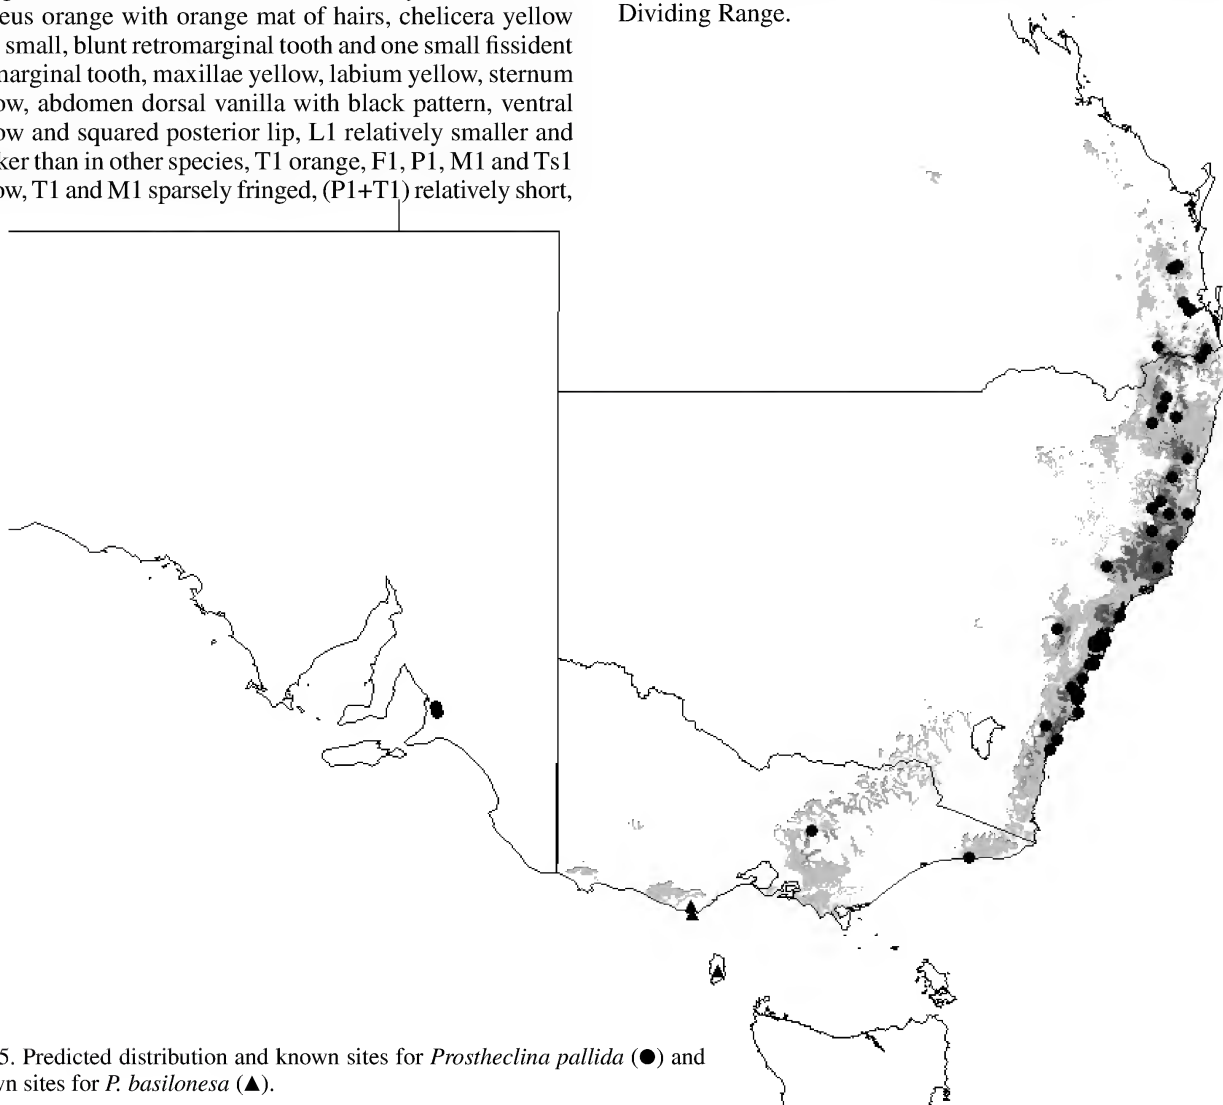 eus orange with orange mat of hairs, chelicera yellow
small, blunt retromarginal tooth and one small fissident
narginal tooth, maxillae yellow, labium yellow, sternum
ow, abdomen dorsal vanilla with black pattern, ventral
ow and squared posterior lip, L1 relatively smaller and
ker than in other species, T1 orange, F1, P1, M1 and Ts1
ow, T1 and M1 sparsely fringed, (P1+T1) relatively short,
Dividing Range.
5. Predicted distribution and known sites for Prostheclina pallida (●) and
vn sites for P. basilonesa (▲).